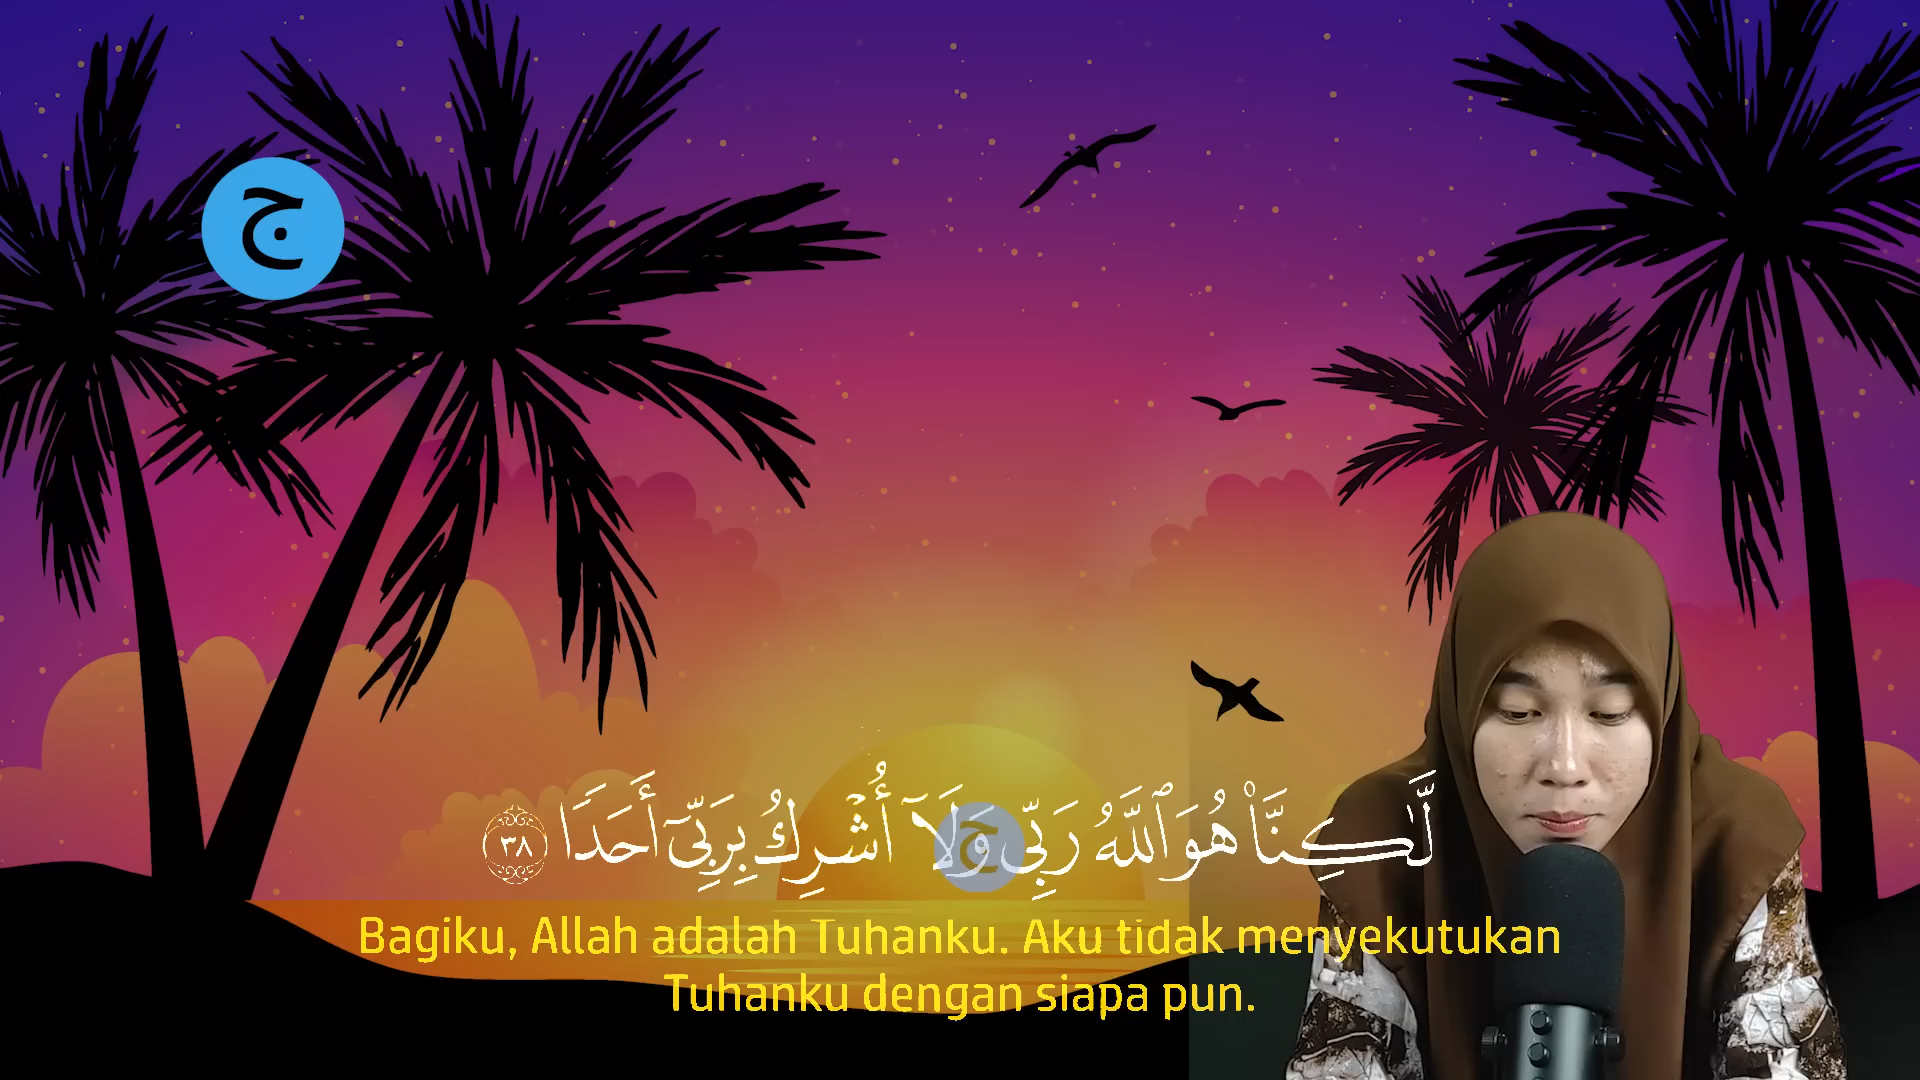 ج
لَّٰكِنَّا۠ هُوَ ٱللَّهُ رَبِّى وَلَآ أُشْرِكُ بِرَبِّىٓ أَحَدًا ٣٨
ج
Bagiku, Allah adalah Tuhanku. Aku tidak menyekutukan
Tuhanku dengan siapa pun.